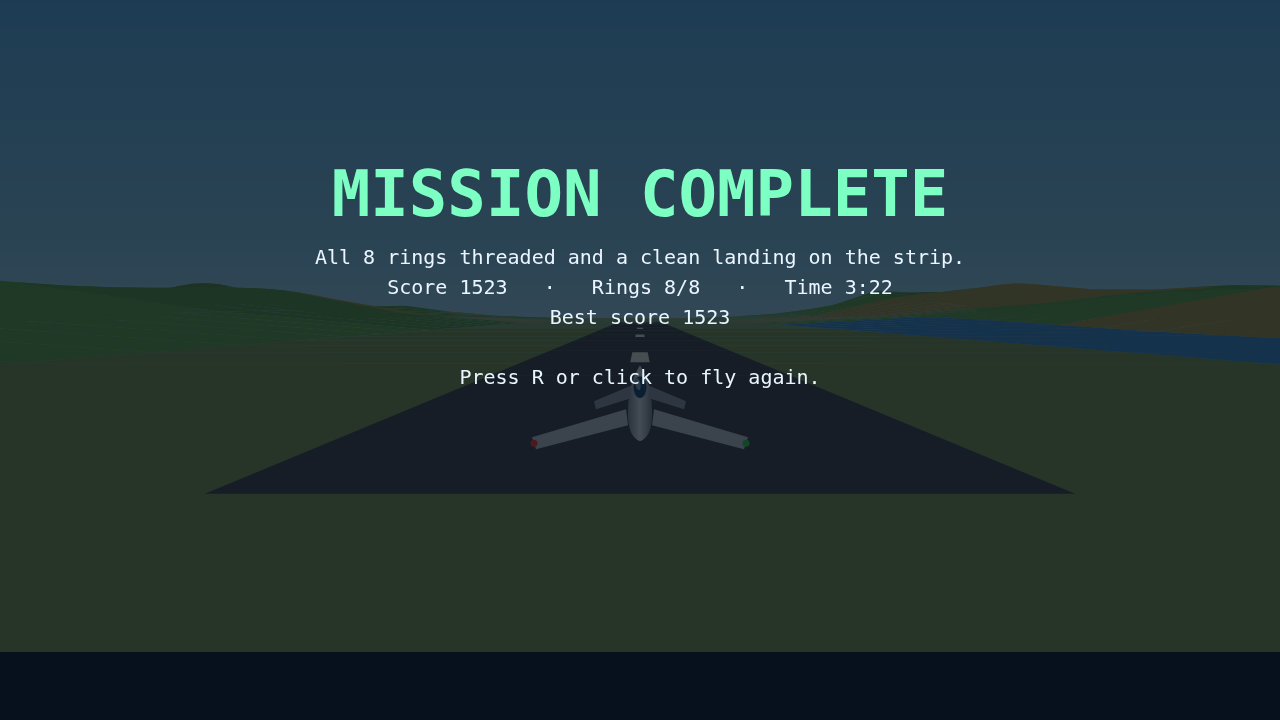 MISSION COMPLETE
All 8 rings threaded and a clean landing on the strip.
Score 1523 · Rings 8/8 · Time 3:22
Best score 1523
Press R or click to fly again.